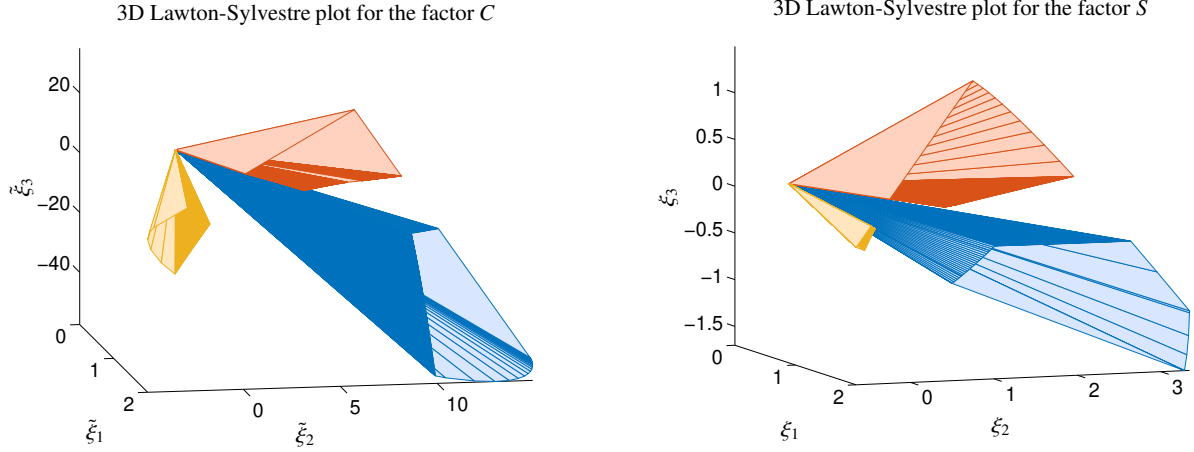 3D Lawton-Sylvestre plot for the factor C
20
0
−20
−40
ξ̃3
0
1
2
ξ̃1
0
5
10
ξ̃2
3D Lawton-Sylvestre plot for the factor S
1
0.5
0
−0.5
−1
−1.5
ξ3
0
1
2
ξ1
0
1
2
3
ξ2